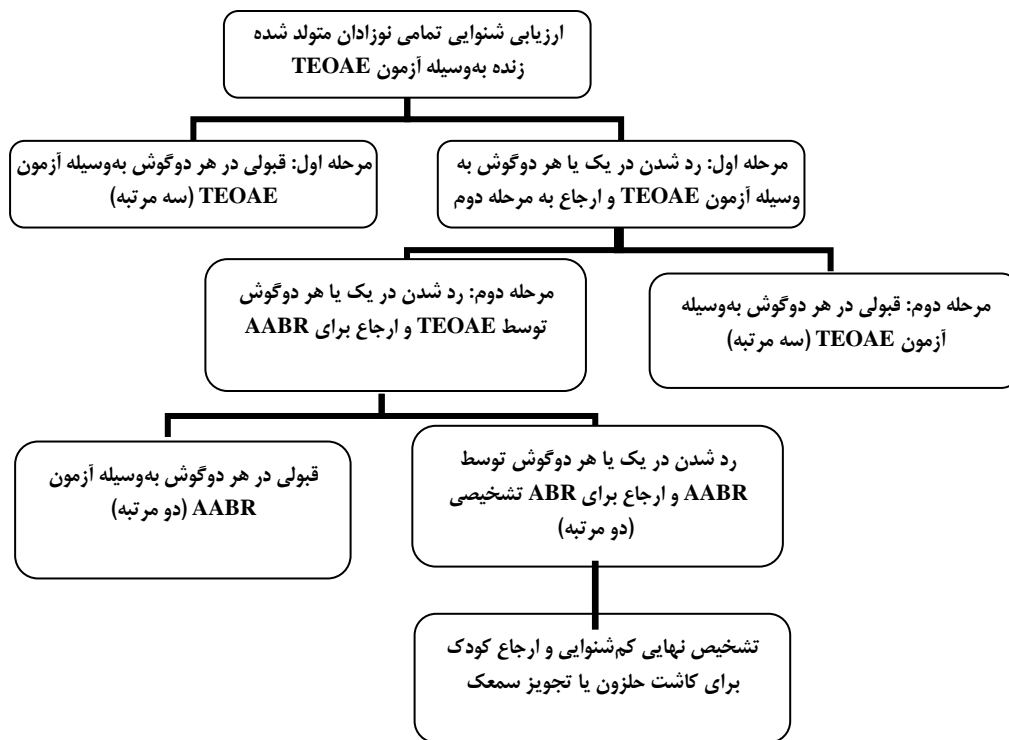 ارزیابی شنوایی تمامی نوزادان متولد شده
زنده به‌وسیله آزمون TEOAE
مرحله اول: رد شدن در یک یا هر دوگوش به
وسیله آزمون TEOAE و ارجاع به مرحله دوم
مرحله اول: قبولی در هر دوگوش به‌وسیله آزمون
TEOAE (سه مرتبه)
مرحله دوم: قبولی در هر دوگوش به‌وسیله
آزمون TEOAE (سه مرتبه)
مرحله دوم: رد شدن در یک یا هر دوگوش
توسط TEOAE و ارجاع برای AABR
رد شدن در یک یا هر دوگوش توسط
AABR و ارجاع برای ABR تشخیصی
(دو مرتبه)
قبولی در هر دوگوش به‌وسیله آزمون
AABR (دو مرتبه)
تشخیص نهایی کم‌شنوایی و ارجاع کودک
برای کاشت حلزون یا تجویز سمعک